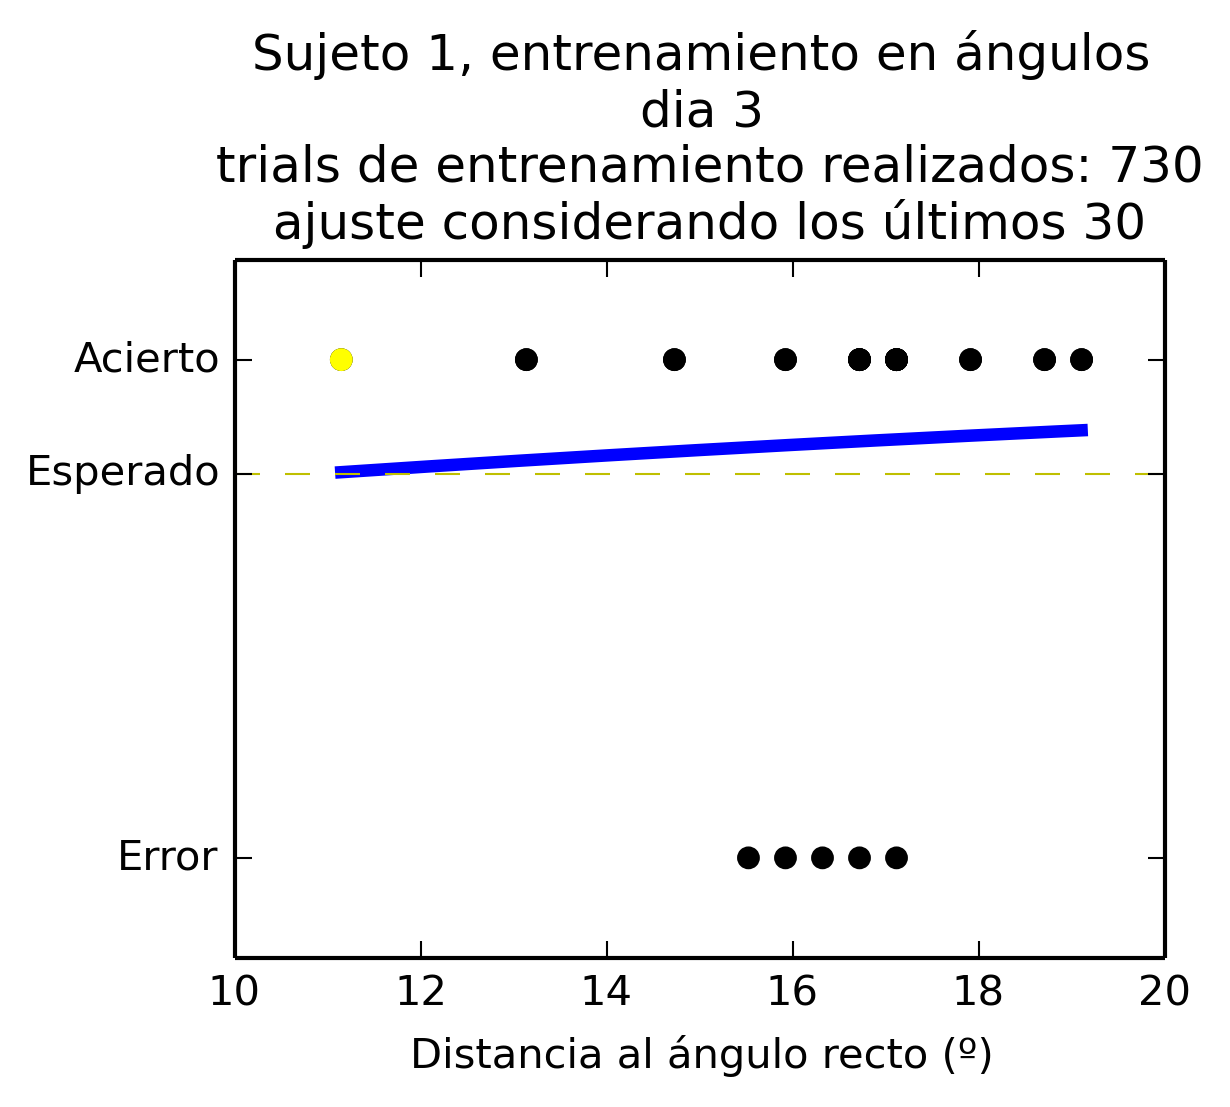 Sujeto 1, entrenamiento en ángulos
dia 3
trials de entrenamiento realizados: 730
ajuste considerando los últimos 30
Acierto
Esperado
Error
10 12 14 16 18 20
Distancia al ángulo recto (º)